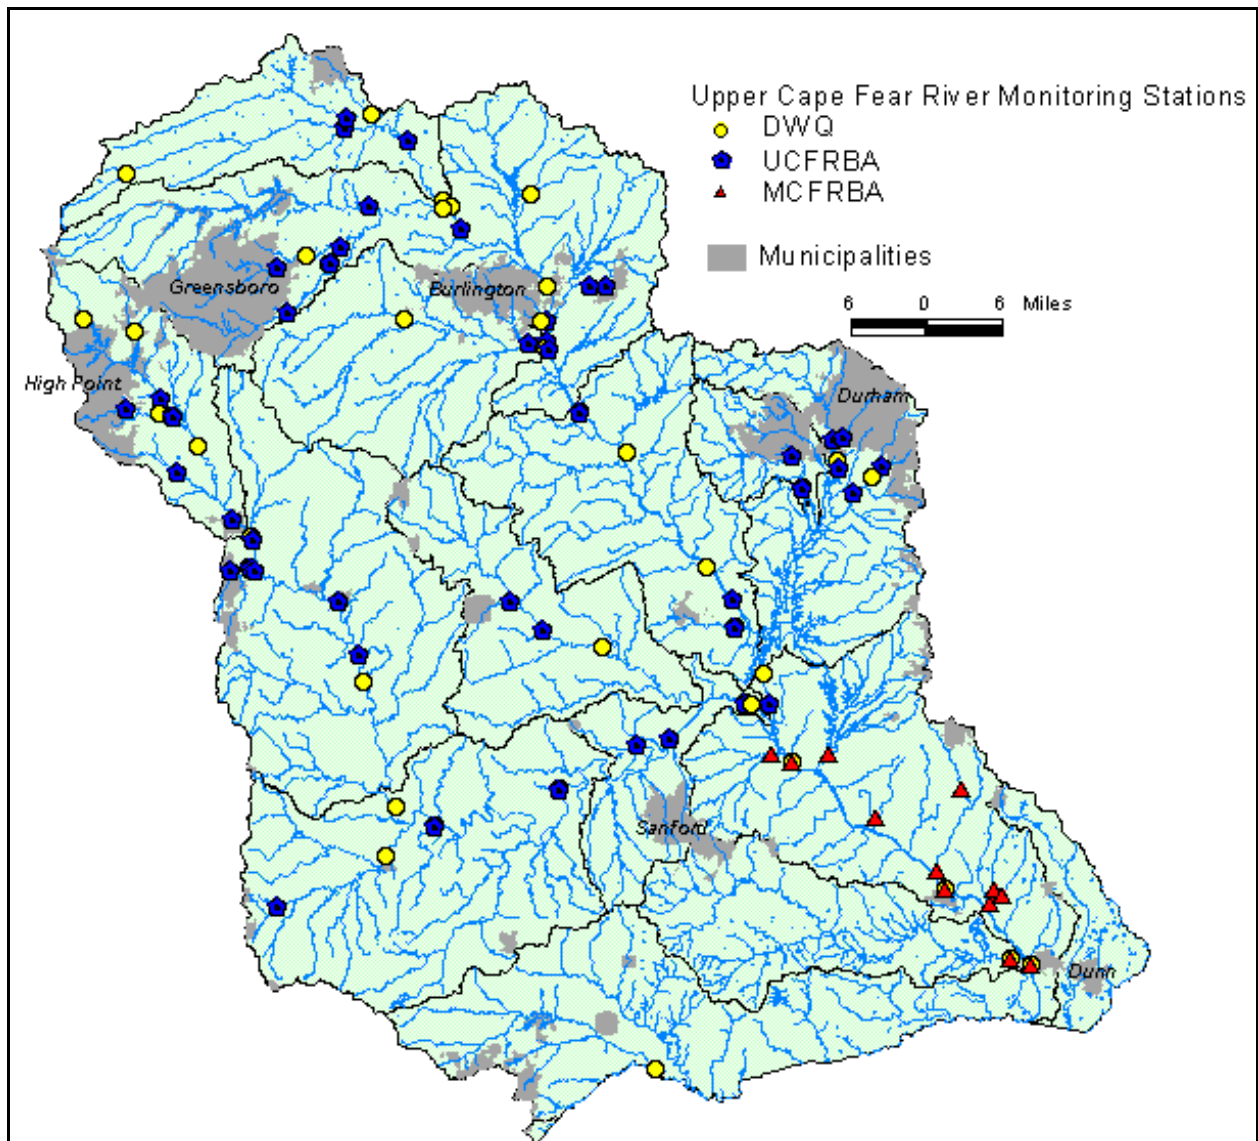 Upper Cape Fear River Monitoring Stations
DWQ
UCFRBA
MCFRBA
Municipalities
6 0 6 Miles
Greensboro
Burlington
High Point
Durham
Sanford
Dunn